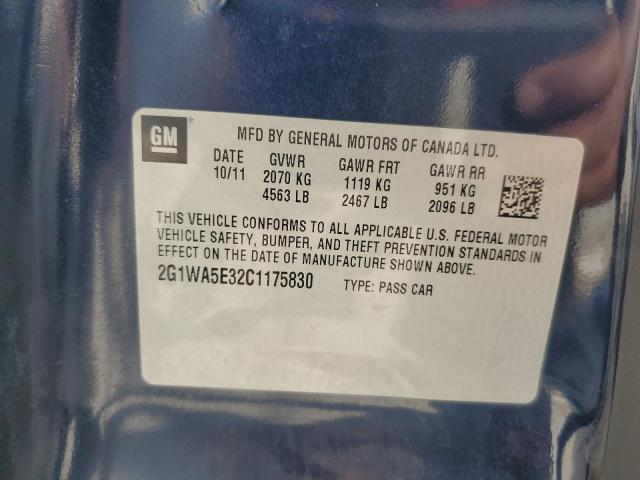 GM
MFD BY GENERAL MOTORS OF CANADA LTD.
DATE GVWR GAWR FRT GAWR RR
10/11 2070 KG 1119 KG 951 KG
4563 LB 2467 LB 2096 LB
THIS VEHICLE CONFORMS TO ALL APPLICABLE U.S. FEDERAL MOTOR
VEHICLE SAFETY, BUMPER, AND THEFT PREVENTION STANDARDS IN
EFFECT ON THE DATE OF MANUFACTURE SHOWN ABOVE.
2G1WA5E32C1175830 TYPE: PASS CAR